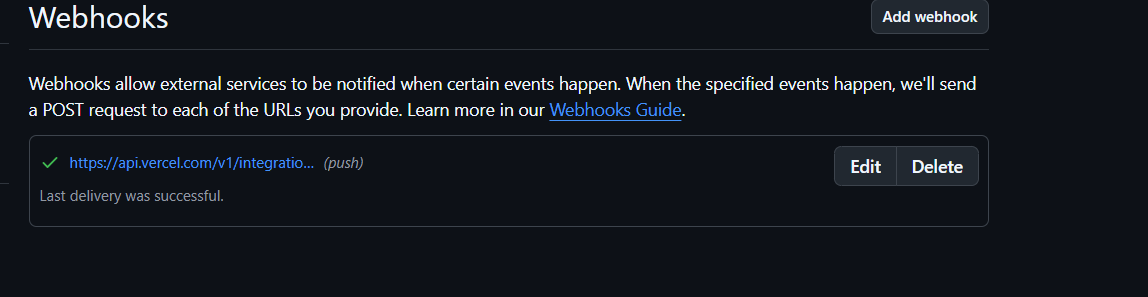 Webhooks
Add webhook
Webhooks allow external services to be notified when certain events happen. When the specified events happen, we'll send
a POST request to each of the URLs you provide. Learn more in our Webhooks Guide.
https://api.vercel.com/v1/integratio... (push)
Edit
Delete
Last delivery was successful.